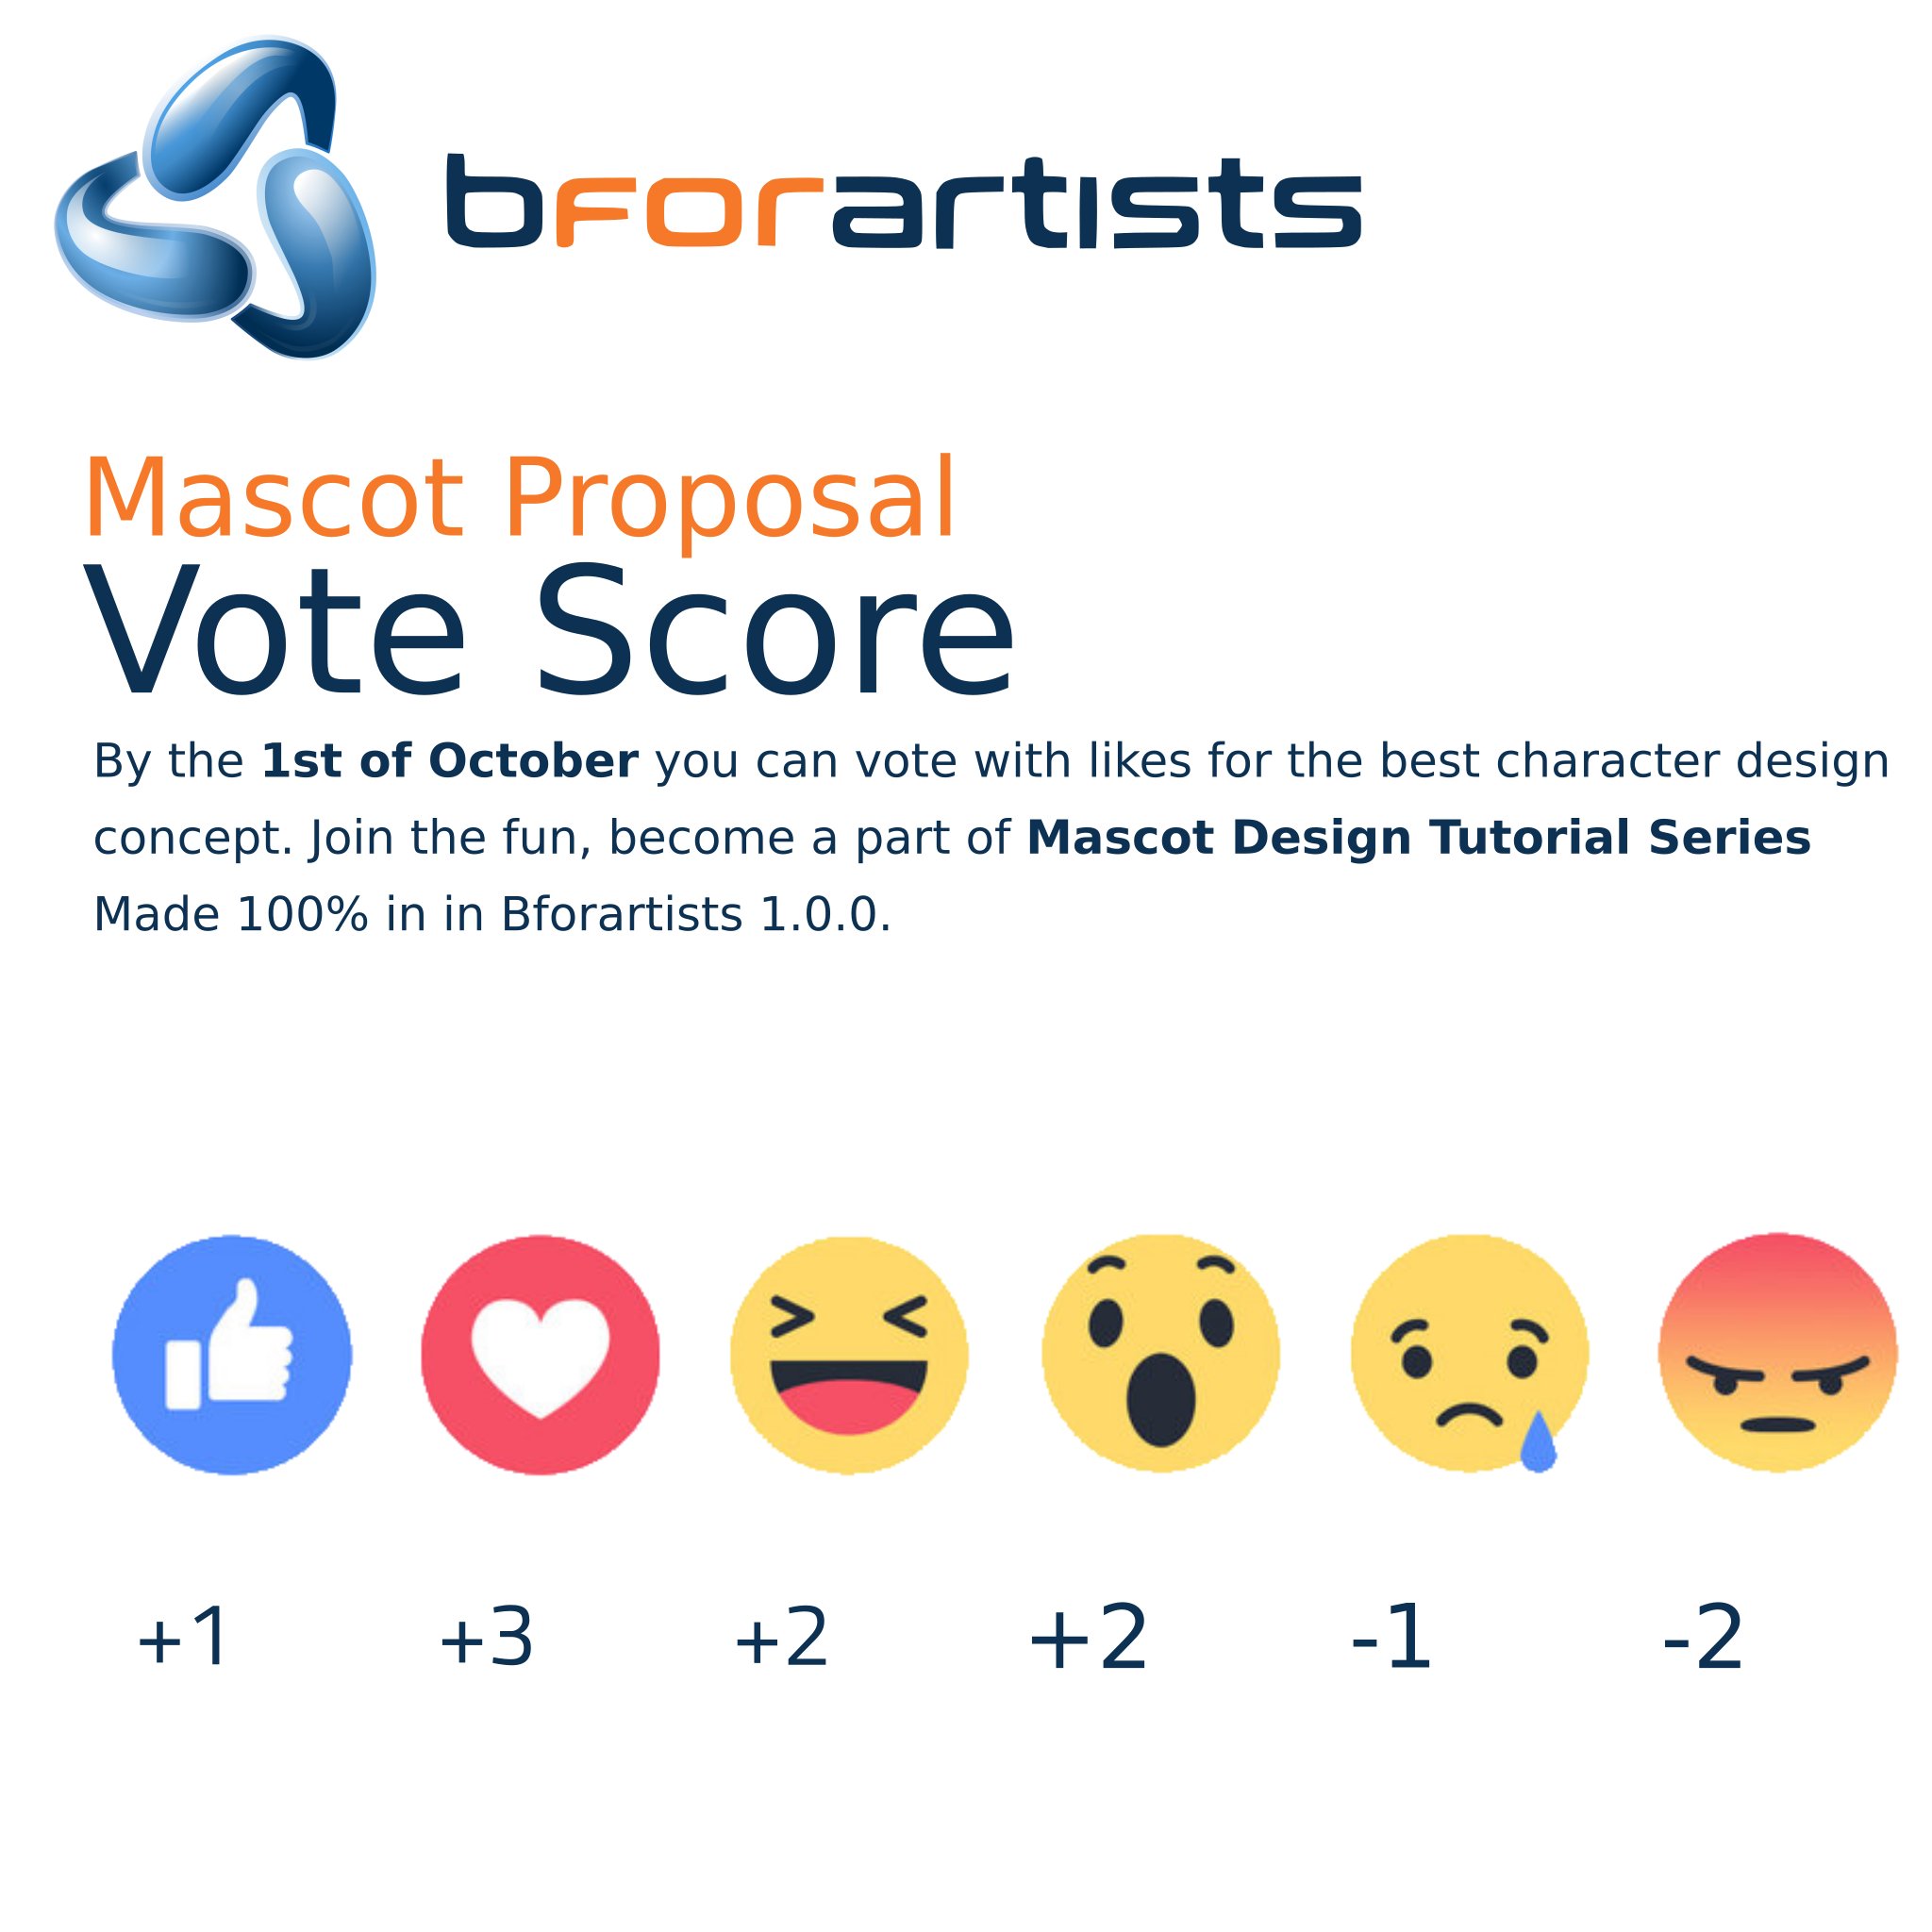 bforartists
Mascot Proposal
Vote Score
By the 1st of October you can vote with likes for the best character design
concept. Join the fun, become a part of Mascot Design Tutorial Series
Made 100% in in Bforartists 1.0.0.
+1 +3 +2 +2 -1 -2